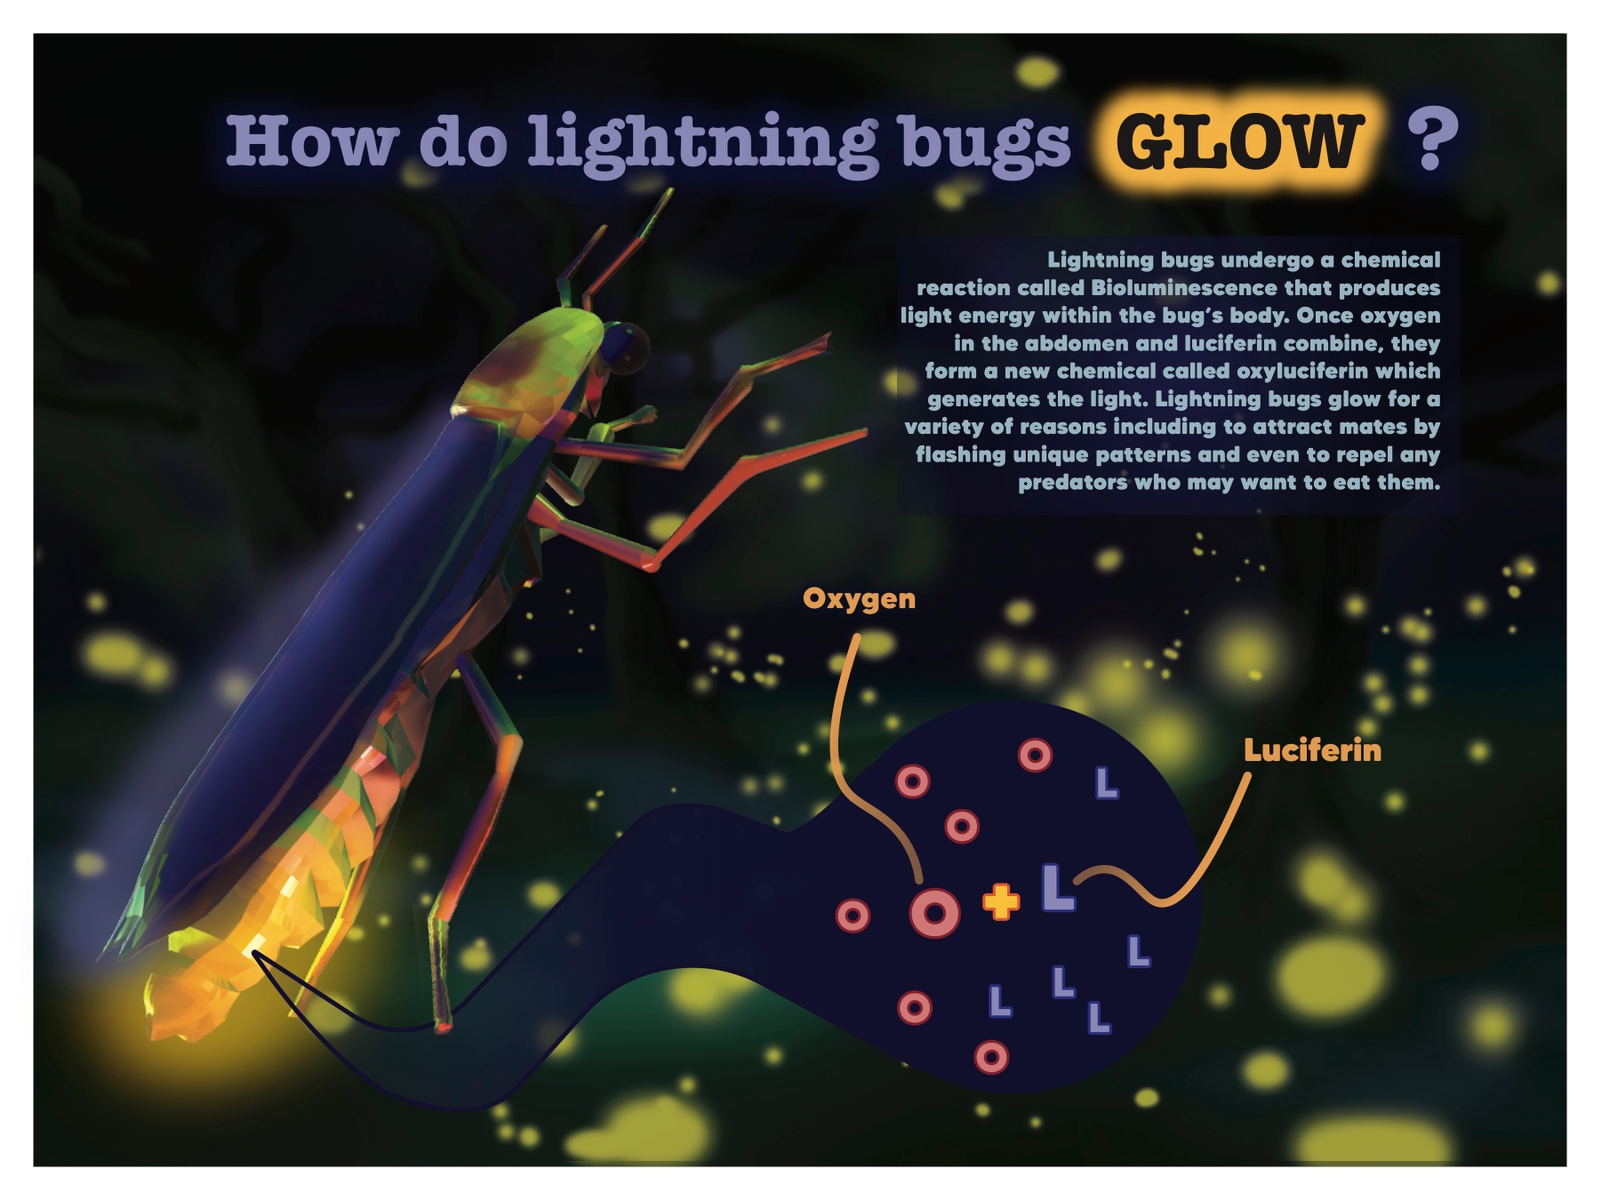 How do lightning bugs GLOW ?
Lightning bugs undergo a chemical
reaction called Bioluminescence that produces
light energy within the bug's body. Once oxygen
in the abdomen and luciferin combine, they
form a new chemical called oxyluciferin which
generates the light. Lightning bugs glow for a
variety of reasons including to attract mates by
flashing unique patterns and even to repel any
predators who may want to eat them.
Oxygen
Luciferin
L
L
L
L
L
L